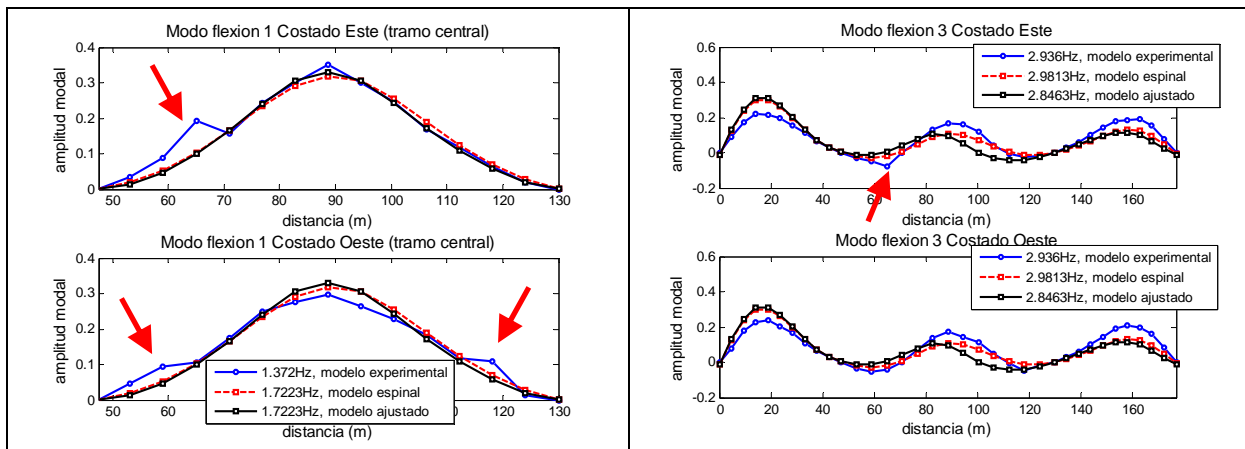 Modo flexion 1 Costado Este (tramo central)
0.4
0.3
0.2
0.1
0
amplitud modal
50 60 70 80 90 100 110 120 130
distancia (m)
Modo flexion 1 Costado Oeste (tramo central)
0.4
0.3
0.2
0.1
0
amplitud modal
1.372Hz, modelo experimental
1.7223Hz, modelo espinal
1.7223Hz, modelo ajustado
50 60 70 80 90 100 110 120 130
distancia (m)
Modo flexion 3 Costado Este
0.6
0.4
0.2
0
-0.2
amplitud modal
2.936Hz, modelo experimental
2.9813Hz, modelo espinal
2.8463Hz, modelo ajustado
0 20 40 60 80 100 120 140 160
distancia (m)
Modo flexion 3 Costado Oeste
0.6
0.4
0.2
0
-0.2
amplitud modal
2.936Hz, modelo experimental
2.9813Hz, modelo espinal
2.8463Hz, modelo ajustado
0 20 40 60 80 100 120 140 160
distancia (m)